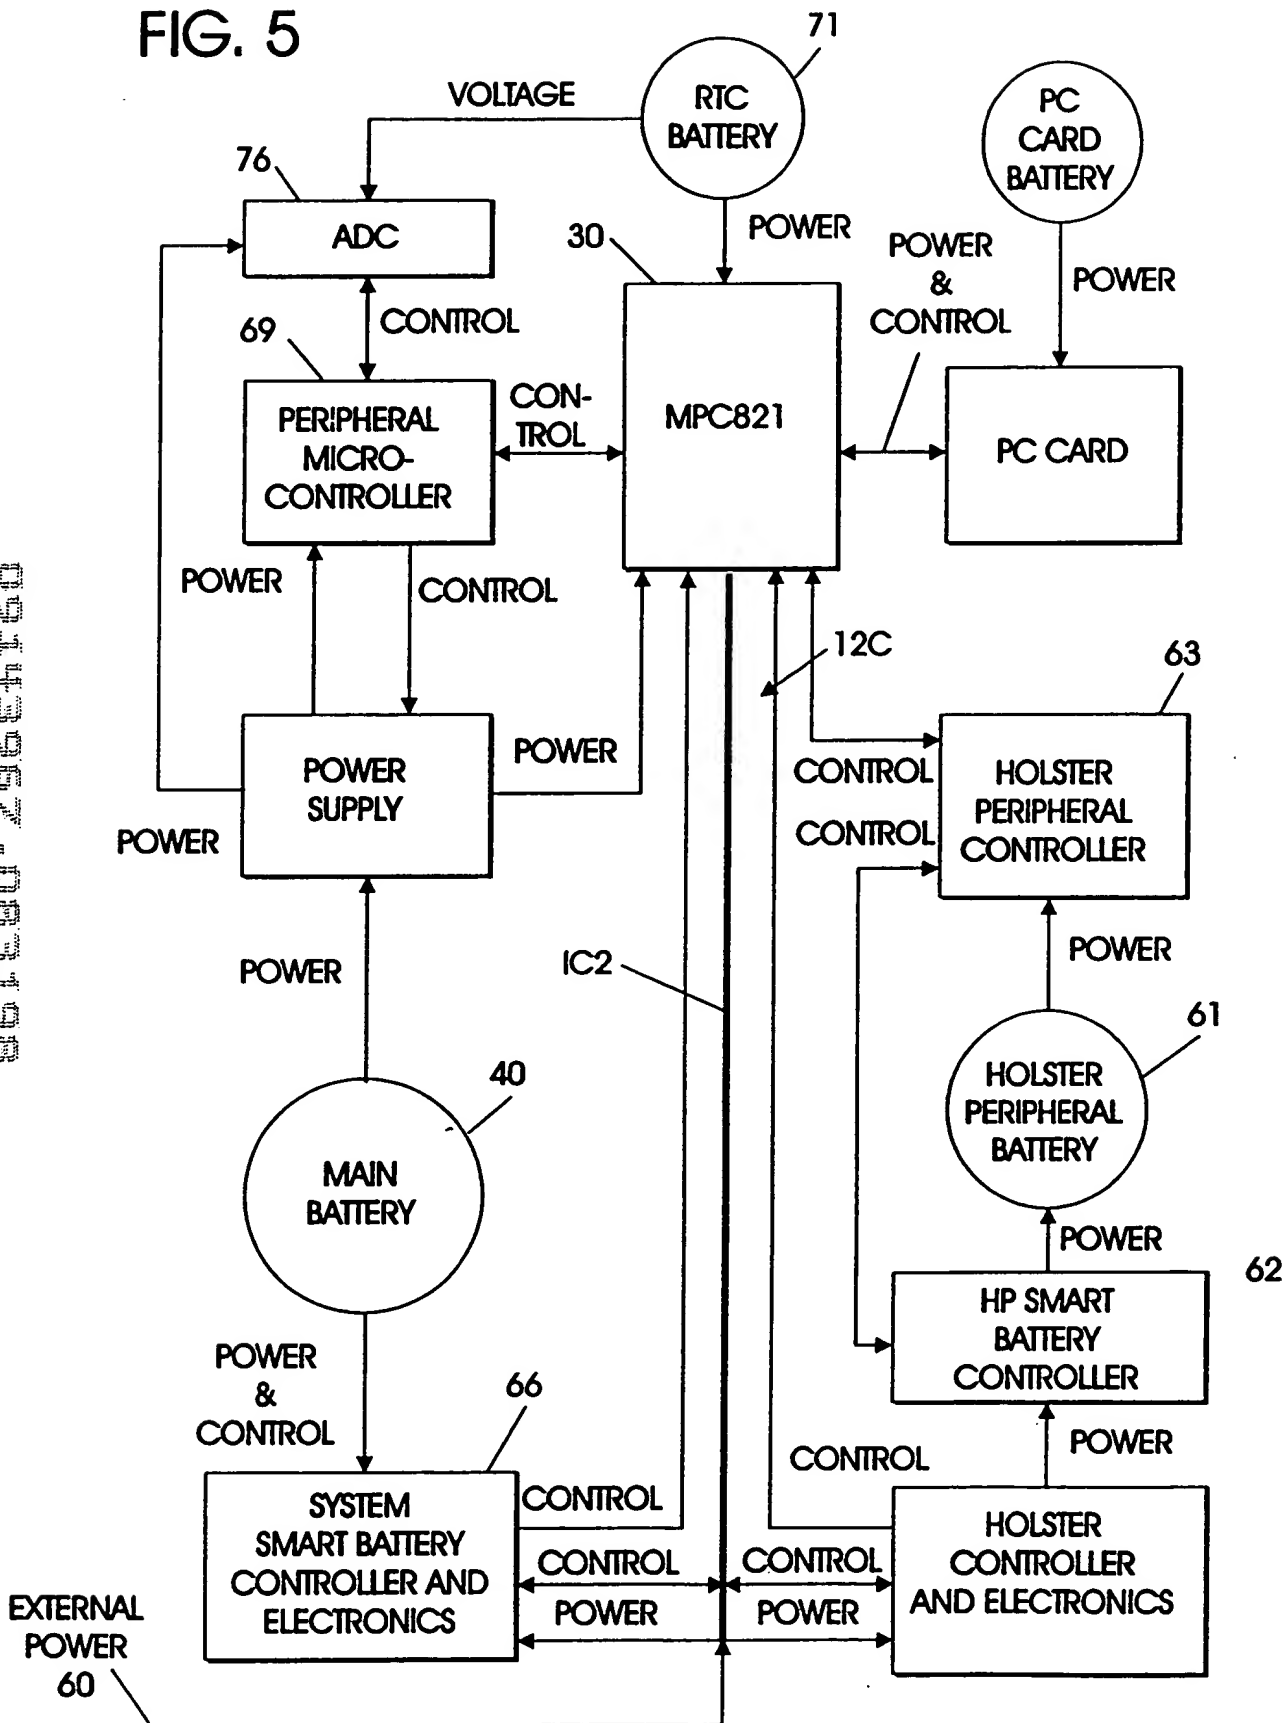 FIG. 5
71
VOLTAGE
RTC
BATTERY
PC
CARD
BATTERY
76
ADC
POWER
30
POWER
&
CONTROL
POWER
CONTROL
69
PERIPHERAL
MICRO-
CONTROLLER
CON-
TROL
MPC821
PC CARD
POWER
CONTROL
12C
63
POWER
SUPPLY
POWER
CONTROL
HOLSTER
PERIPHERAL
CONTROLLER
CONTROL
POWER
POWER
IC2
POWER
61
40
HOLSTER
PERIPHERAL
BATTERY
MAIN
BATTERY
POWER
62
HP SMART
BATTERY
CONTROLLER
POWER
&
CONTROL
66
POWER
CONTROL
SYSTEM
SMART BATTERY
CONTROLLER AND
ELECTRONICS
CONTROL
CONTROL
POWER
CONTROL
POWER
HOLSTER
CONTROLLER
AND ELECTRONICS
EXTERNAL
POWER
60